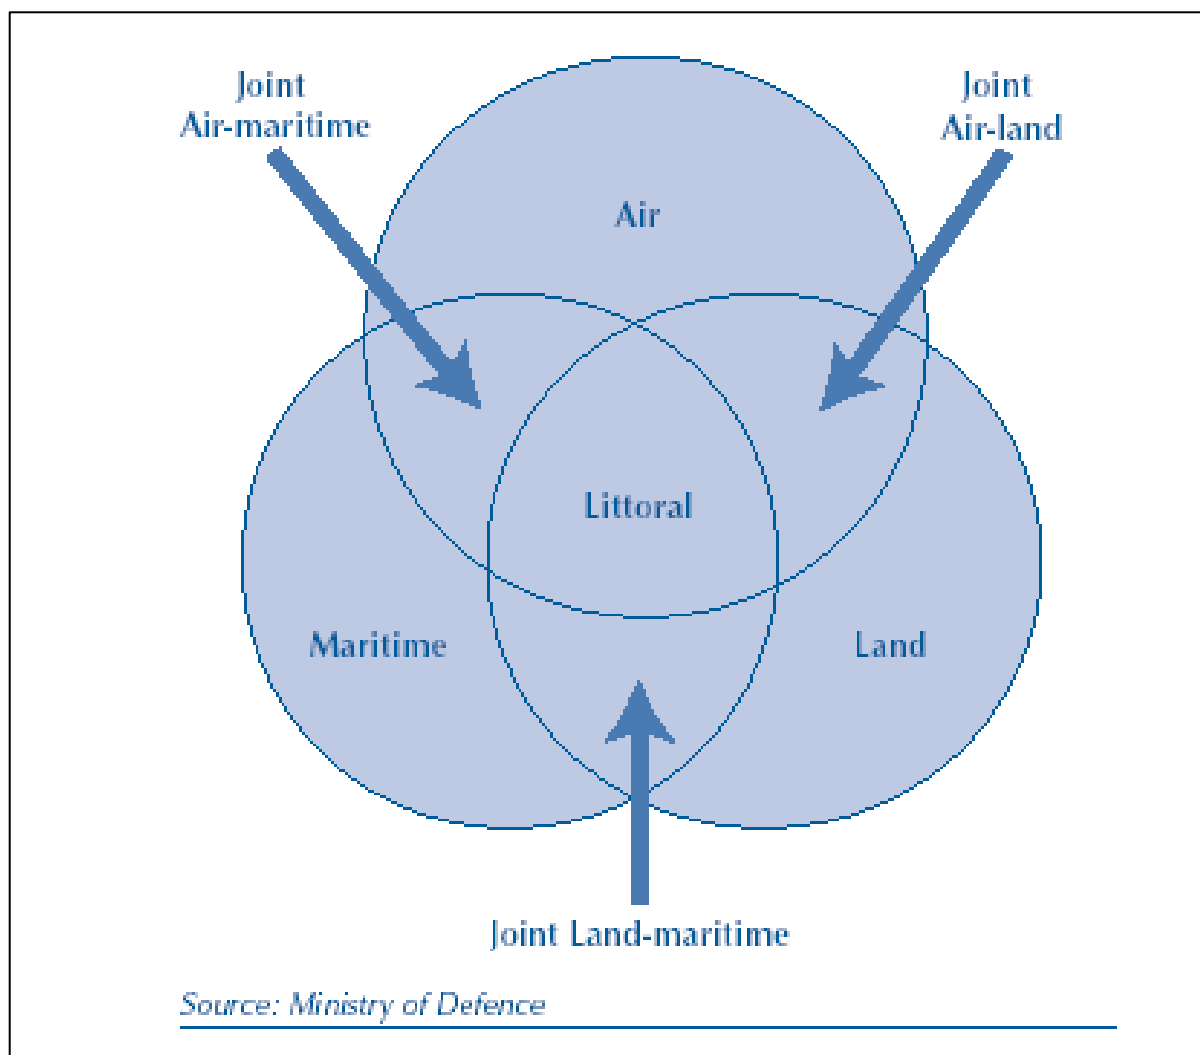 Joint
Air-maritime
Joint
Air-land
Air
Littoral
Maritime
Land
Joint Land-maritime
Source: Ministry of Defence